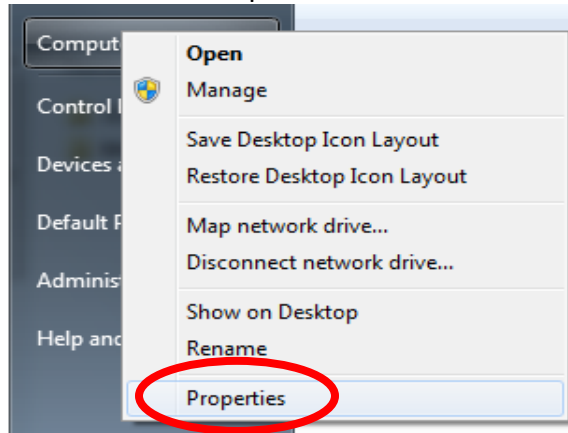 Comput
Open
Manage
Control
Save Desktop Icon Layout
Devices
Restore Desktop Icon Layout
Default
Map network drive...
Disconnect network drive...
Adminis
Show on Desktop
Help and
Rename
Properties